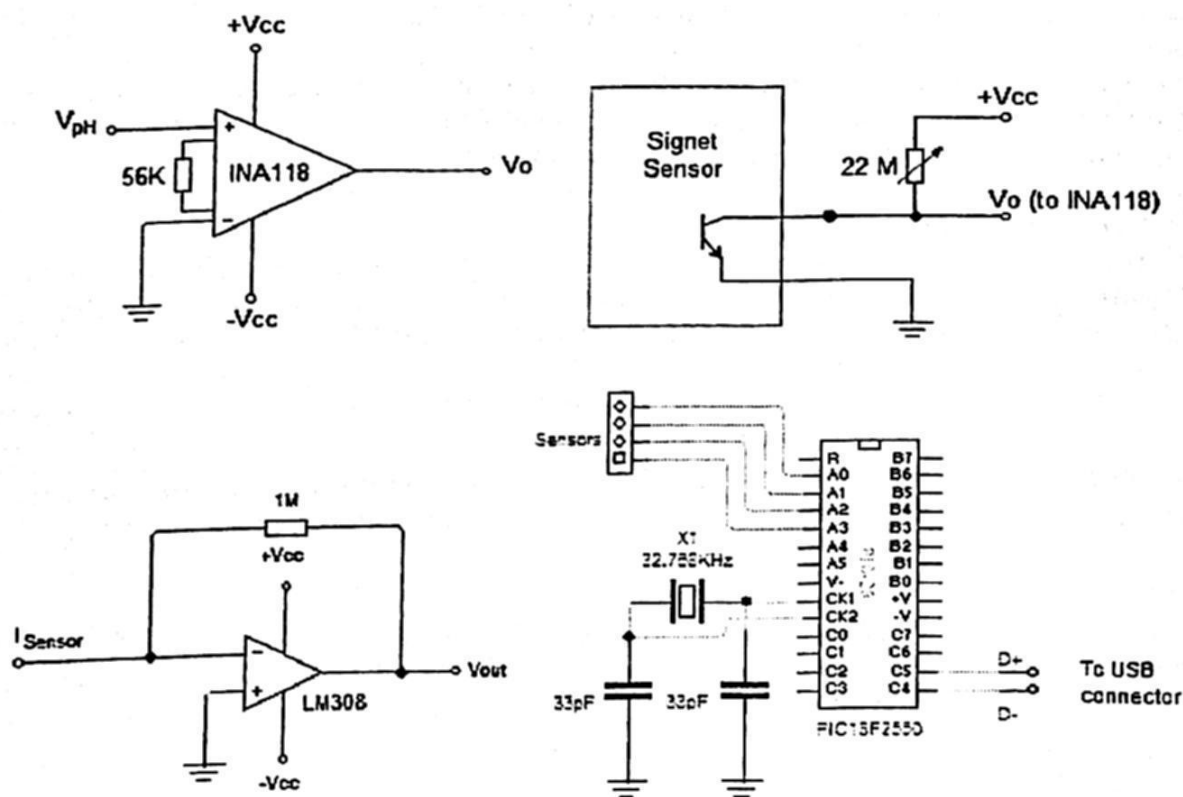 +Vcc
VpH
+
56K
INA118
Vo
-
-Vcc
Signet
Sensor
+Vcc
22 M
Vo (to INA118)
1M
+Vcc
I Sensor
-
+
Vout
LM308
-Vcc
Sensors
R
A0
A1
A2
A3
A4
A5
V-
CK1
CK2
C0
C1
C2
C3
B7
B6
B5
B4
B3
B2
B1
B0
+V
-V
C7
C6
C5
C4
X1
33pF
33pF
D+
D-
To USB
connector